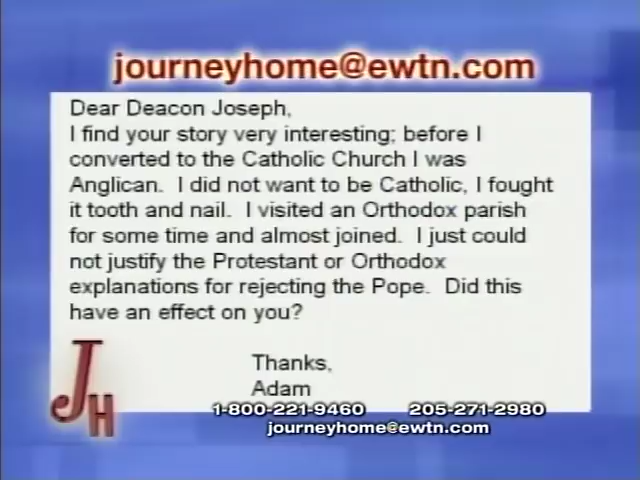 journeyhome@ewtn.com
Dear Deacon Joseph,
I find your story very interesting; before I
converted to the Catholic Church I was
Anglican.  I did not want to be Catholic, I fought
it tooth and nail.  I visited an Orthodox parish
for some time and almost joined.  I just could
not justify the Protestant or Orthodox
explanations for rejecting the Pope.  Did this
have an effect on you?
Thanks,
Adam
JH
1-800-221-9460 205-271-2980
journeyhome@ewtn.com